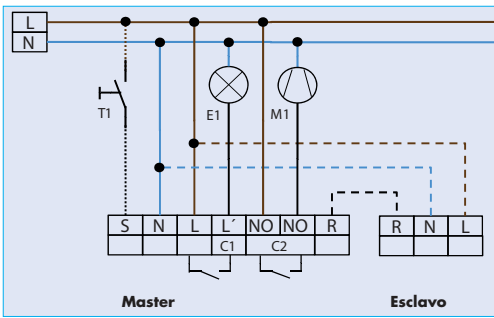 L
N
T1
E1
M1
S N L L´ NO NO R
R N L
C1 C2
Master
Esclavo